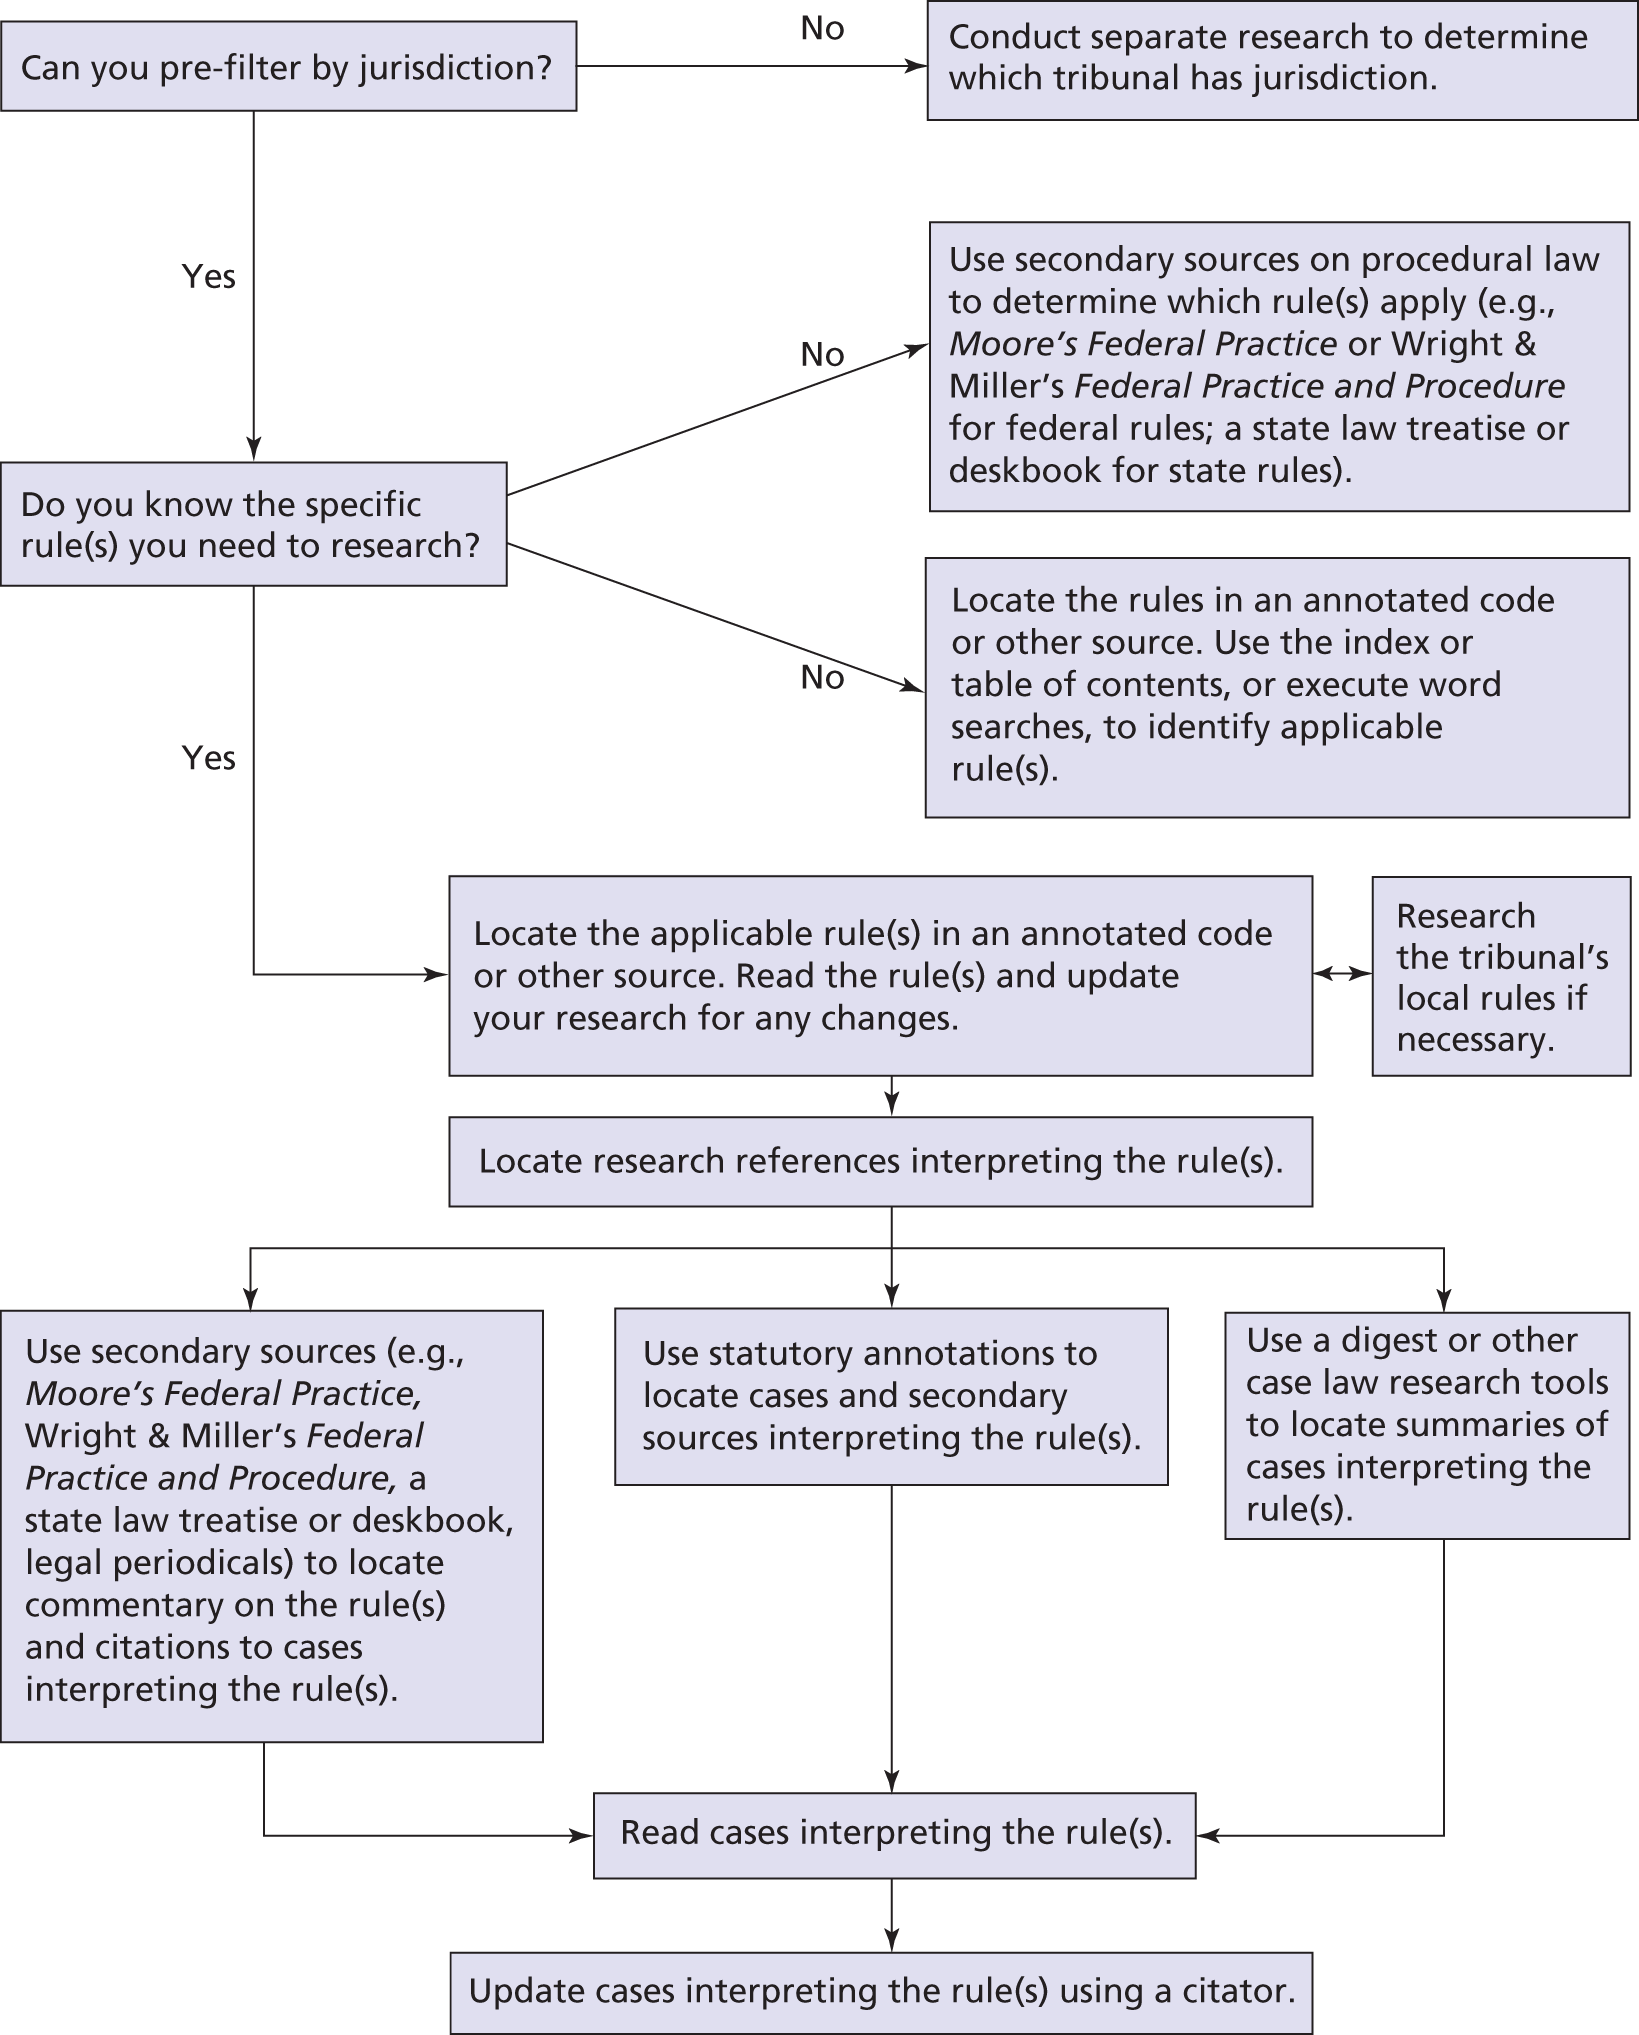 Can you pre-filter by jurisdiction?
No
Conduct separate research to determine
which tribunal has jurisdiction.
Yes
Use secondary sources on procedural law
to determine which rule(s) apply (e.g.,
Moore’s Federal Practice or Wright &
Miller’s Federal Practice and Procedure
for federal rules; a state law treatise or
deskbook for state rules).
No
Do you know the specific
rule(s) you need to research?
No
Locate the rules in an annotated code
or other source. Use the index or
table of contents, or execute word
searches, to identify applicable
rule(s).
Yes
Locate the applicable rule(s) in an annotated code
or other source. Read the rule(s) and update
your research for any changes.
Research
the tribunal’s
local rules if
necessary.
Locate research references interpreting the rule(s).
Use secondary sources (e.g.,
Moore’s Federal Practice,
Wright & Miller’s Federal
Practice and Procedure, a
state law treatise or deskbook,
legal periodicals) to locate
commentary on the rule(s)
and citations to cases
interpreting the rule(s).
Use statutory annotations to
locate cases and secondary
sources interpreting the rule(s).
Use a digest or other
case law research tools
to locate summaries of
cases interpreting the
rule(s).
Read cases interpreting the rule(s).
Update cases interpreting the rule(s) using a citator.